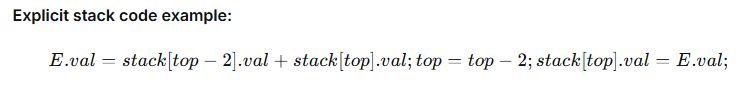 Explicit stack code example:
E.val = stack[top − 2].val + stack[top].val; top = top − 2; stack[top].val = E.val;